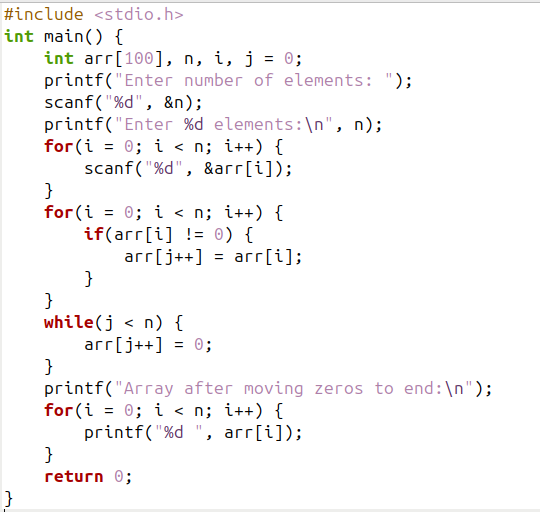 #include <stdio.h>
int main() {
    int arr[100], n, i, j = 0;
    printf("Enter number of elements: ");
    scanf("%d", &n);
    printf("Enter %d elements:\n", n);
    for(i = 0; i < n; i++) {
        scanf("%d", &arr[i]);
    }
    for(i = 0; i < n; i++) {
        if(arr[i] != 0) {
            arr[j++] = arr[i];
        }
    }
    while(j < n) {
        arr[j++] = 0;
    }
    printf("Array after moving zeros to end:\n");
    for(i = 0; i < n; i++) {
        printf("%d ", arr[i]);
    }
    return 0;
}